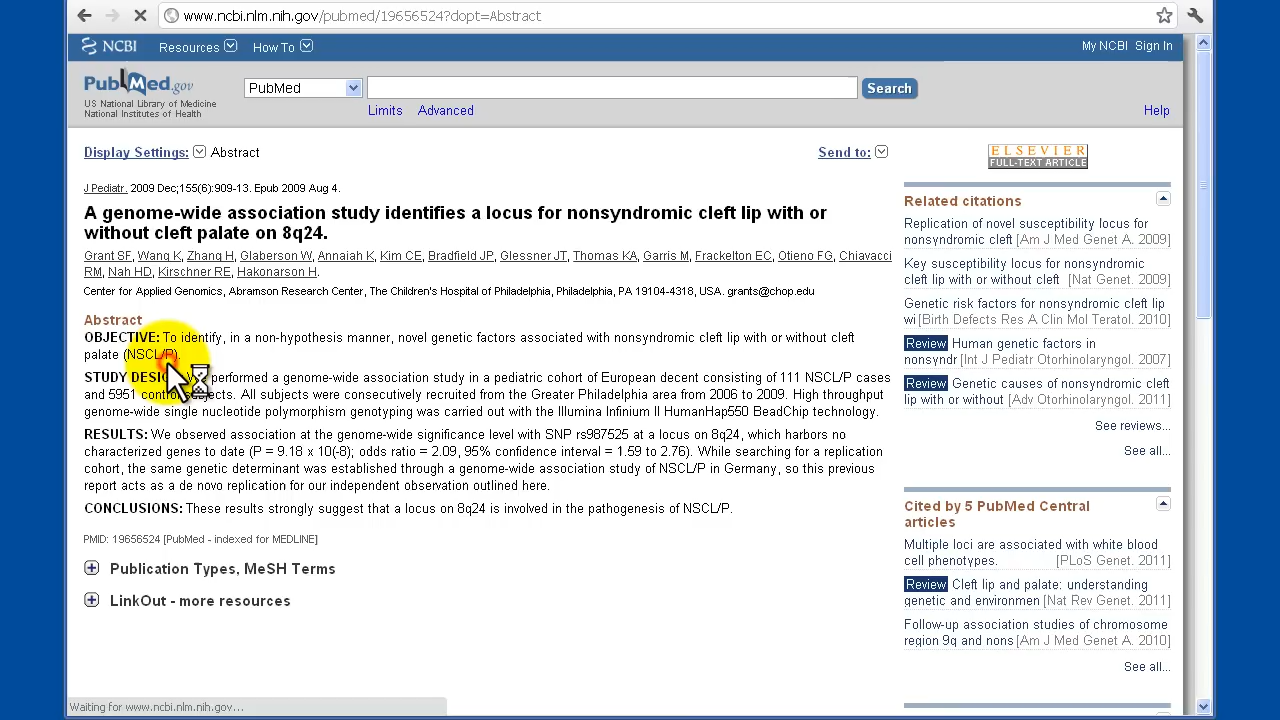 www.ncbi.nlm.nih.gov/pubmed/19656524?dopt=Abstract
NCBI Resources How To My NCBI Sign In
PubMed.gov
US National Library of Medicine
National Institutes of Health
PubMed Search
Limits Advanced Help
Display Settings: Abstract Send to:
J Pediatr. 2009 Dec;155(6):909-13. Epub 2009 Aug 4.
A genome-wide association study identifies a locus for nonsyndromic cleft lip with or
without cleft palate on 8q24.
Grant SF, Wang K, Zhang H, Glaberson W, Annaiah K, Kim CE, Bradfield JP, Glessner JT, Thomas KA, Garris M, Frackelton EC, Otieno FG, Chiavacci
RM, Nah HD, Kirschner RE, Hakonarson H.
Center for Applied Genomics, Abramson Research Center, The Children's Hospital of Philadelphia, Philadelphia, PA 19104-4318, USA. grants@chop.edu
Abstract
OBJECTIVE: To identify, in a non-hypothesis manner, novel genetic factors associated with nonsyndromic cleft lip with or without cleft
palate (NSCL/P).
STUDY performed a genome-wide association study in a pediatric cohort of European decent consisting of 111 NSCL/P
and 5951 All subjects were consecutively recruited from the Greater Philadelphia area from 2006 to 2009. High throughput
genome-wide single nucleotide polymorphism genotyping was carried out with the Illumina Infinium II HumanHap550 BeadChip technology.
RESULTS: We observed association at the genome-wide significance level with SNP rs987525 at a locus on 8q24, which harbors no
characterized genes to date (P = 9.18 x 10(-8); odds ratio = 2.09, 95% confidence interval = 1.59 to 2.76). While searching for a replication
cohort, the same genetic determinant was established through a genome-wide association study of NSCL/P in Germany, so this previous
report acts as a de novo replication for our independent observation outlined here.
CONCLUSIONS: These results strongly suggest that a locus on 8q24 is involved in the pathogenesis of NSCL/P.
PMID: 19656524 [PubMed - indexed for MEDLINE]
Publication Types, MeSH Terms
LinkOut - more resources
ELSEVIER
FULL-TEXT ARTICLE
Related citations
Replication of novel susceptibility locus for
nonsyndromic cleft [Am J Med Genet A. 2009]
Key susceptibility locus for nonsyndromic
cleft lip with or without cleft [Nat Genet. 2009]
Genetic risk factors for nonsyndromic cleft lip
wi [Birth Defects Res A Clin Mol Teratol. 2010]
Review Human genetic factors in
nonsyndr [Int J Pediatr Otorhinolaryngol. 2007]
Review Genetic causes of nonsyndromic cleft
lip with or without [Adv Otorhinolaryngol. 2011]
See reviews...
See all...
Cited by 5 PubMed Central
articles
Multiple loci are associated with white blood
cell phenotypes. [PLoS Genet. 2011]
Review Cleft lip and palate: understanding
genetic and environmen [Nat Rev Genet. 2011]
Follow-up association studies of chromosome
region 9q and nons [Am J Med Genet A. 2010]
See all...
Waiting for www.ncbi.nlm.nih.gov...